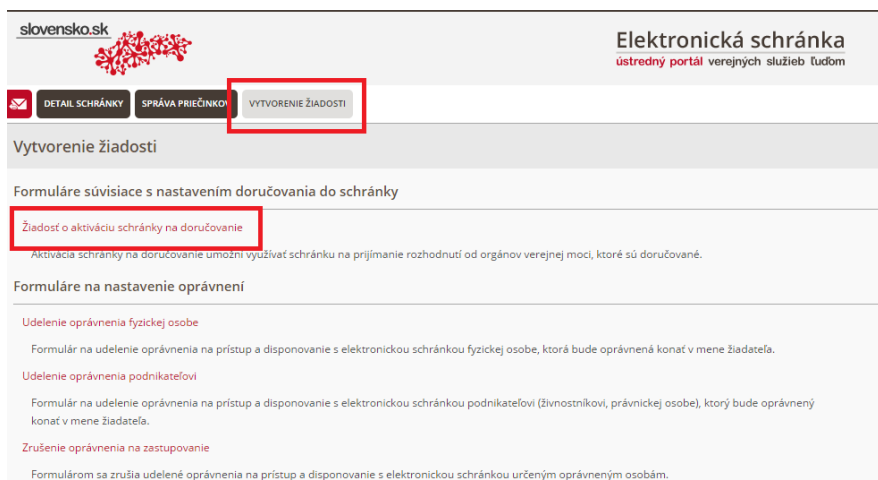 slovensko.sk
Elektronická schránka
ústredný portál verejných služieb ľuďom
DETAIL SCHRÁNKY SPRÁVA PRIEČINKOV VYTVORENIE ŽIADOSTI
Vytvorenie žiadosti
Formuláre súvisiace s nastavením doručovania do schránky
Žiadosť o aktiváciu schránky na doručovanie
Aktivácia schránky na doručovanie umožní využívať schránku na prijímanie rozhodnutí od orgánov verejnej moci, ktoré sú doručované.
Formuláre na nastavenie oprávnení
Udelenie oprávnenia fyzickej osobe
Formulár na udelenie oprávnenia na prístup a disponovanie s elektronickou schránkou fyzickej osobe, ktorá bude oprávnená konať v mene žiadateľa.
Udelenie oprávnenia podnikateľovi
Formulár na udelenie oprávnenia na prístup a disponovanie s elektronickou schránkou podnikateľovi (živnostníkovi, právnickej osobe), ktorý bude oprávnený
konať v mene žiadateľa.
Zrušenie oprávnenia na zastupovanie
Formulárom sa zrušia udelené oprávnenia na prístup a disponovanie s elektronickou schránkou určeným oprávneným osobám.